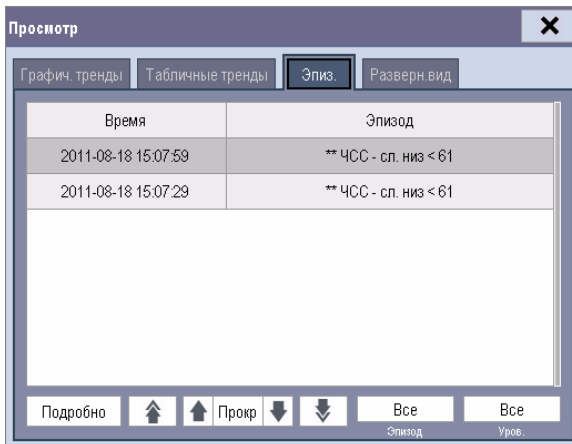 Просмотр
Графич. тренды Табличные тренды Эпиз. Разверн.вид
Время Эпизод
2011-08-18 15:07:59 ** ЧСС - сл. низ < 61
2011-08-18 15:07:29 ** ЧСС - сл. низ < 61
Подробно Прокр Все Все
Эпизод Уров.